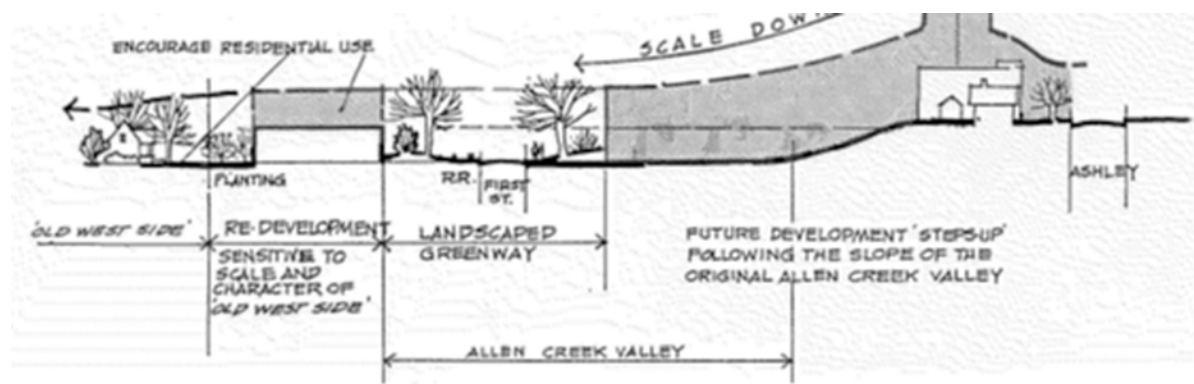 SCALE DOWN
ENCOURAGE RESIDENTIAL USE
PLANTING
R.R.
FIRST
ST.
ASHLEY
'OLD WEST SIDE'
RE-DEVELOPMENT
SENSITIVE TO
SCALE AND
CHARACTER OF
'OLD WEST SIDE'
LANDSCAPED
GREENWAY
FUTURE DEVELOPMENT 'STEPS-UP'
FOLLOWING THE SLOPE OF THE
ORIGINAL ALLEN CREEK VALLEY
ALLEN CREEK VALLEY